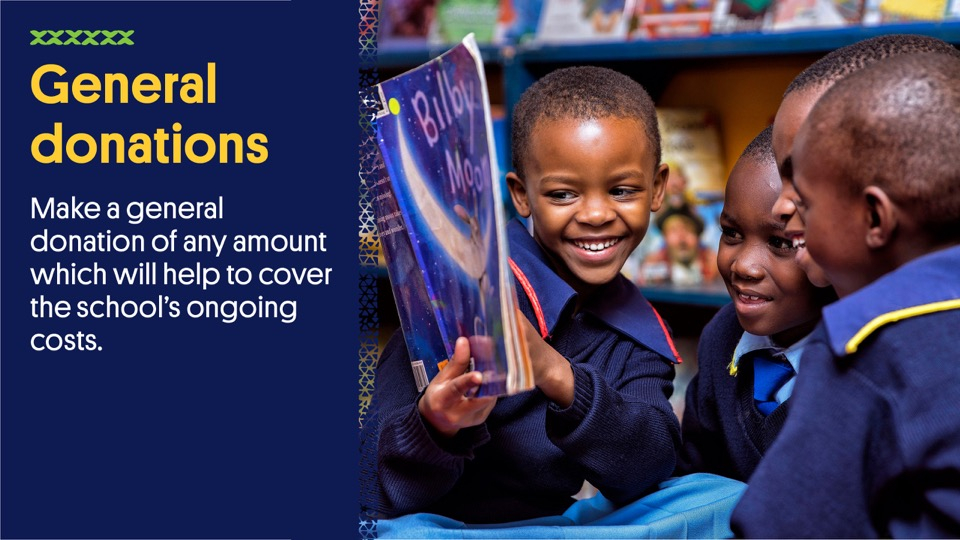 xxxxxx
General
donations
Make a general
donation of any amount
which will help to cover
the school’s ongoing
costs.
Bilby
Moon